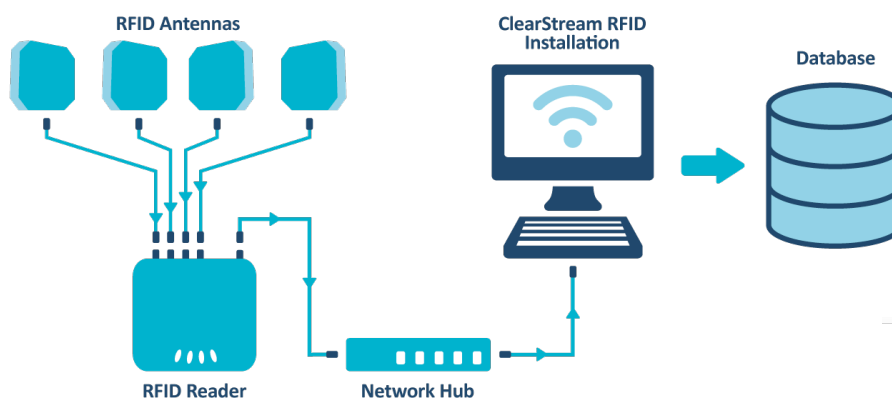 RFID Antennas
ClearStream RFID
Installation
Database
RFID Reader
Network Hub